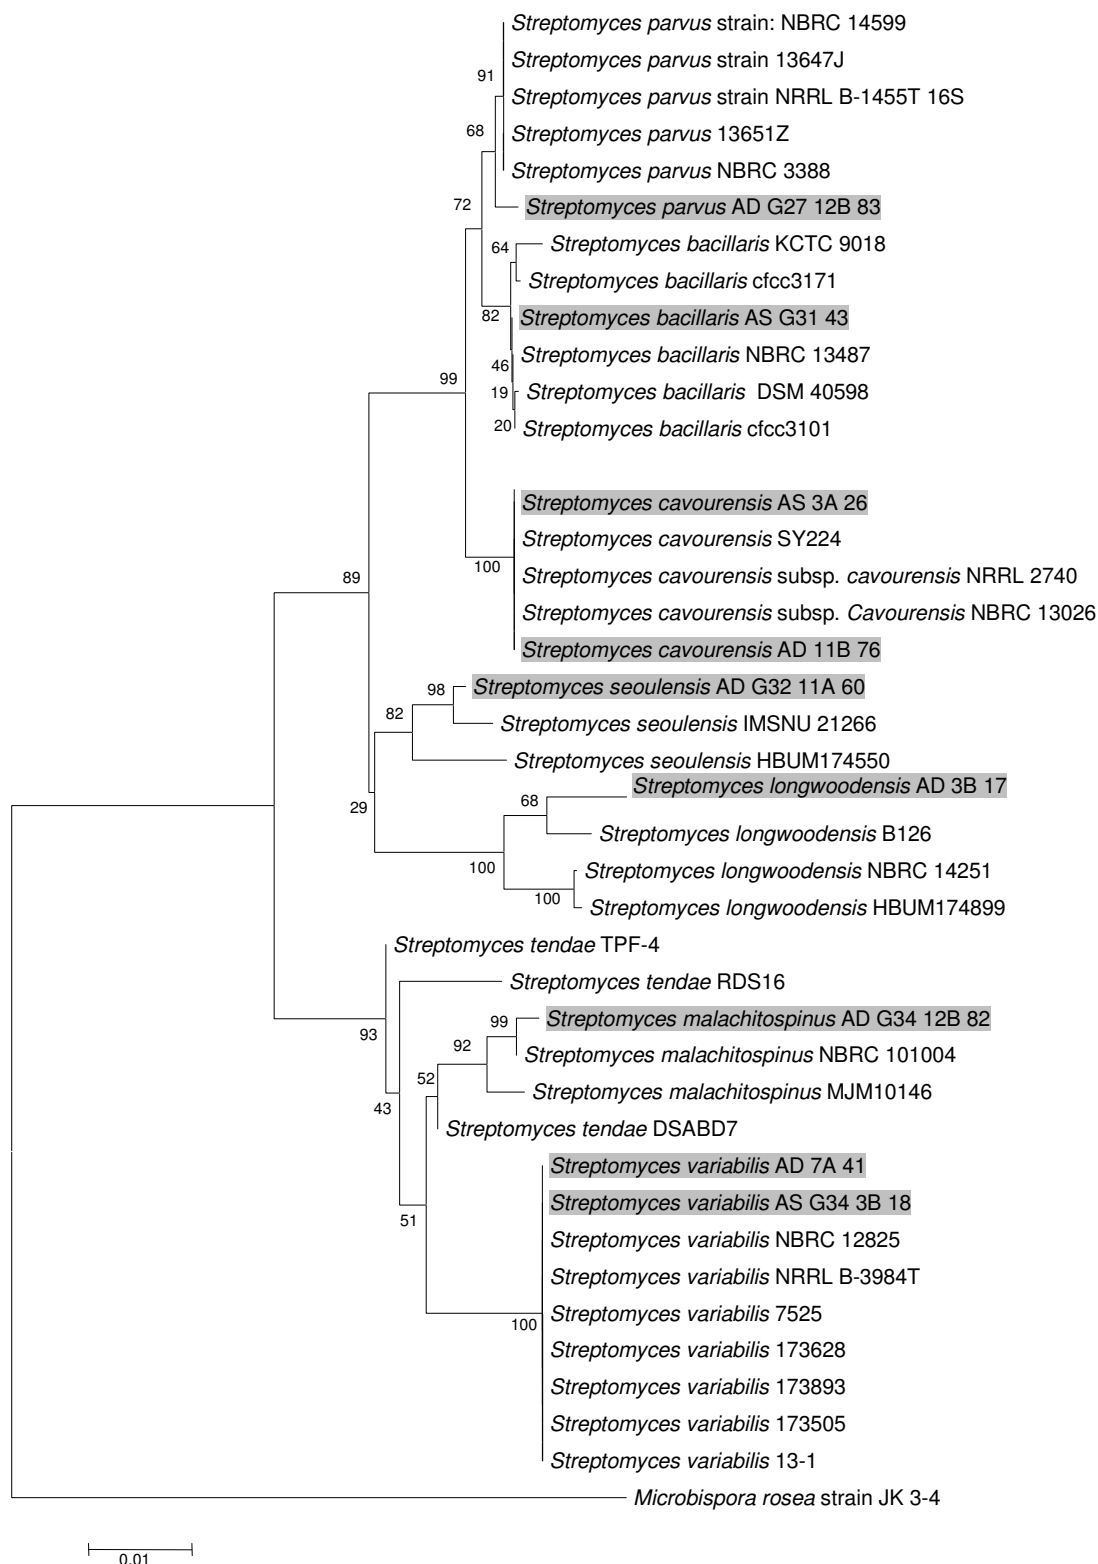 Streptomyces parvus strain: NBRC 14599
Streptomyces parvus strain 13647J
91
Streptomyces parvus strain NRRL B-1455T 16S
68
Streptomyces parvus 13651Z
Streptomyces parvus NBRC 3388
72
Streptomyces parvus AD G27 12B 83
64
Streptomyces bacillaris KCTC 9018
Streptomyces bacillaris cfcc3171
82
Streptomyces bacillaris AS G31 43
Streptomyces bacillaris NBRC 13487
46
99
19
Streptomyces bacillaris DSM 40598
20
Streptomyces bacillaris cfcc3101
Streptomyces cavourensis AS 3A 26
Streptomyces cavourensis SY224
100
89
Streptomyces cavourensis subsp. cavourensis NRRL 2740
Streptomyces cavourensis subsp. Cavourensis NBRC 13026
Streptomyces cavourensis AD 11B 76
98
Streptomyces seoulensis AD G32 11A 60
82
Streptomyces seoulensis IMSNU 21266
Streptomyces seoulensis HBUM174550
Streptomyces longwoodensis AD 3B 17
29
68
Streptomyces longwoodensis B126
100
Streptomyces longwoodensis NBRC 14251
100
Streptomyces longwoodensis HBUM174899
Streptomyces tendae TPF-4
Streptomyces tendae RDS16
93
99
Streptomyces malachitospinus AD G34 12B 82
92
Streptomyces malachitospinus NBRC 101004
52
Streptomyces malachitospinus MJM10146
43
Streptomyces tendae DSABD7
Streptomyces variabilis AD 7A 41
Streptomyces variabilis AS G34 3B 18
51
Streptomyces variabilis NBRC 12825
Streptomyces variabilis NRRL B-3984T
Streptomyces variabilis 7525
100
Streptomyces variabilis 173628
Streptomyces variabilis 173893
Streptomyces variabilis 173505
Streptomyces variabilis 13-1
Microbispora rosea strain JK 3-4
0.01